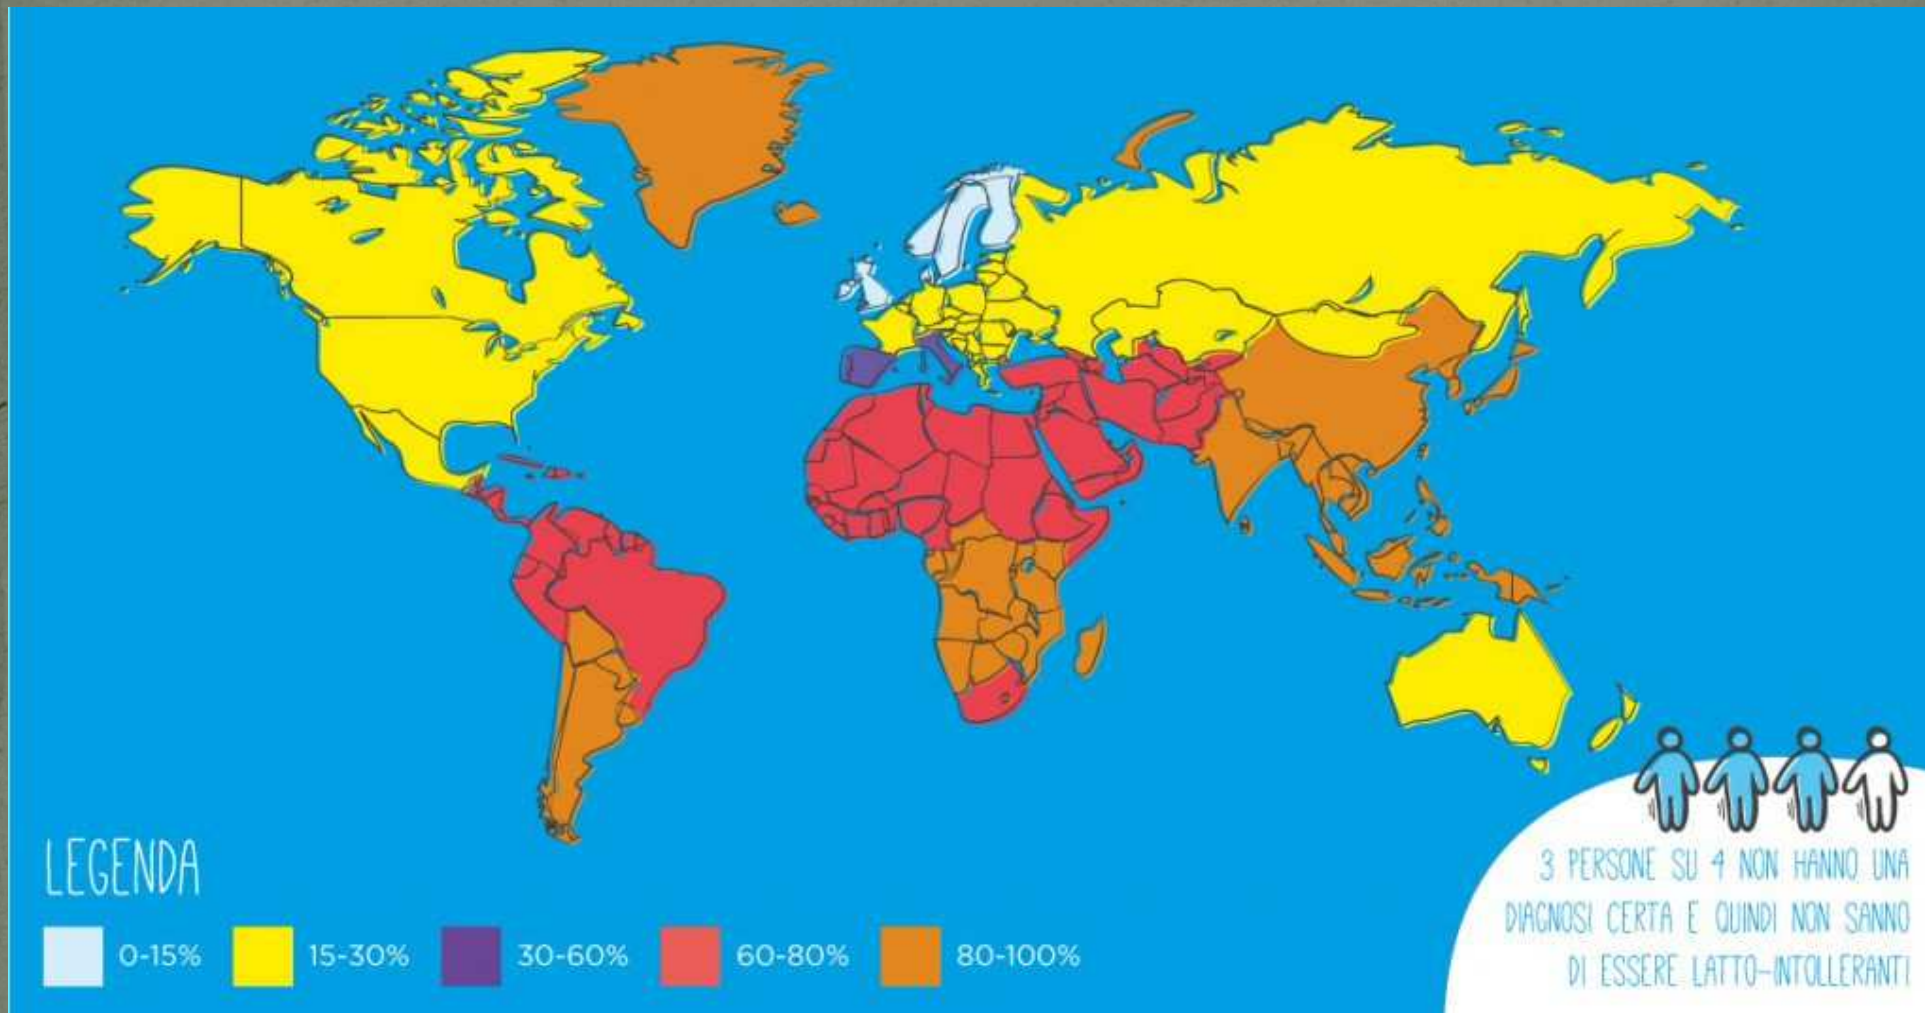 LEGENDA
0-15%
15-30%
30-60%
60-80%
80-100%
3 PERSONE SU 4 NON HANNO UNA
DIAGNOSI CERTA E QUINDI NON SANNO
DI ESSERE LATTO-INTOLLERANTI